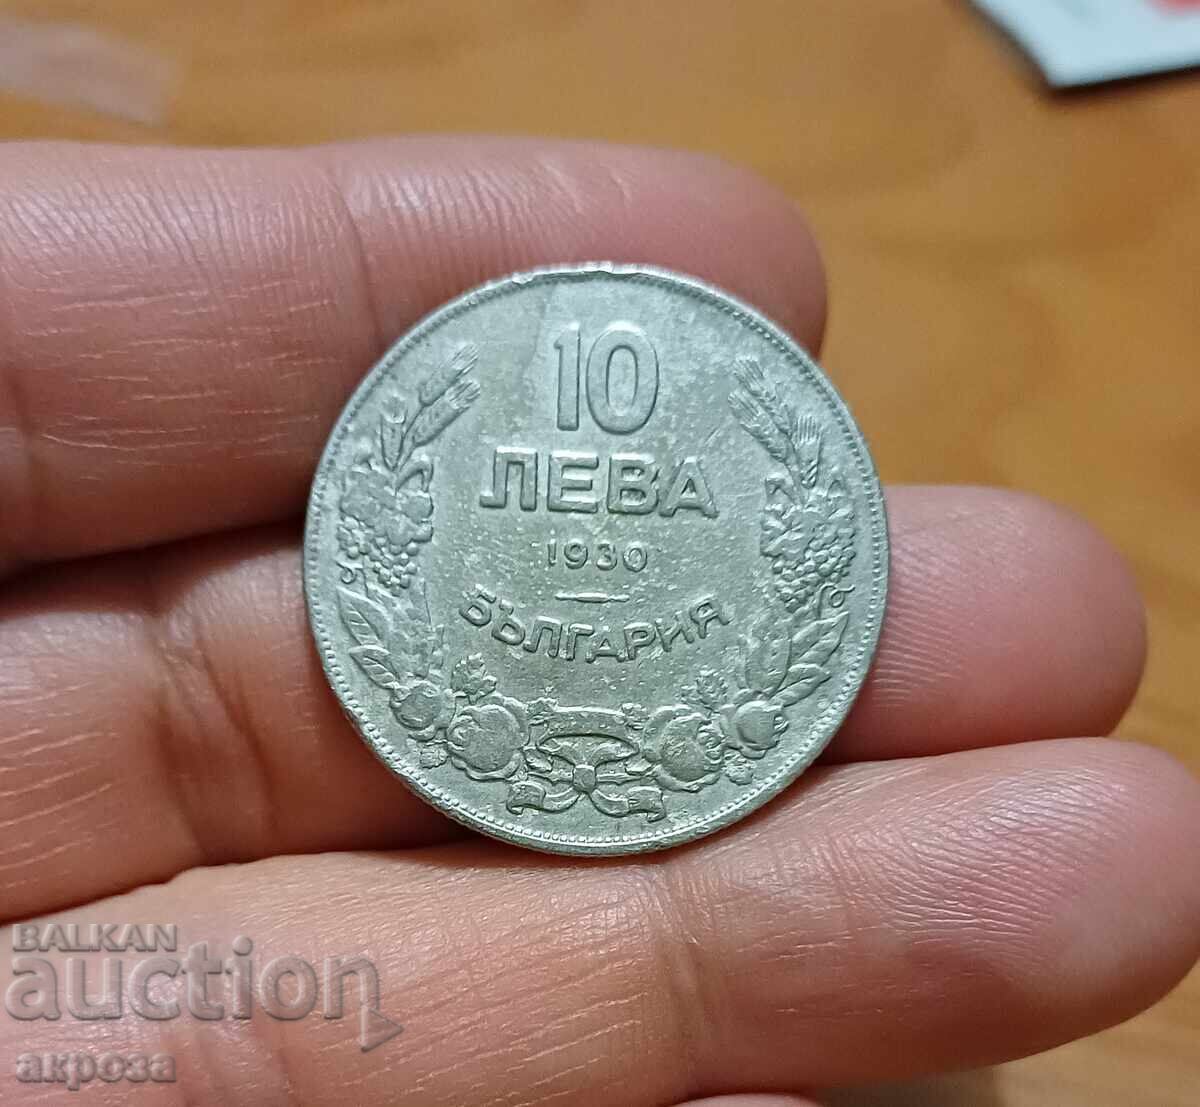 10
ЛЕВА
1930
БЪЛГАРИЯ
BALKAN
auction
акроза